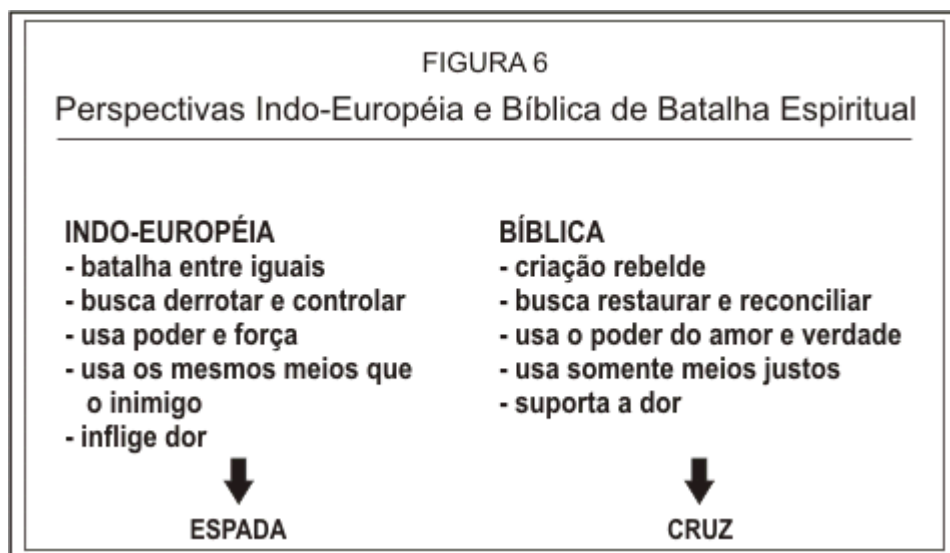 FIGURA 6
Perspectivas Indo-Européia e Bíblica de Batalha Espiritual
INDO-EUROPÉIA
- batalha entre iguais
- busca derrotar e controlar
- usa poder e força
- usa os mesmos meios que
o inimigo
- inflige dor
ESPADA
BÍBLICA
- criação rebelde
- busca restaurar e reconciliar
- usa o poder do amor e verdade
- usa somente meios justos
- suporta a dor
CRUZ